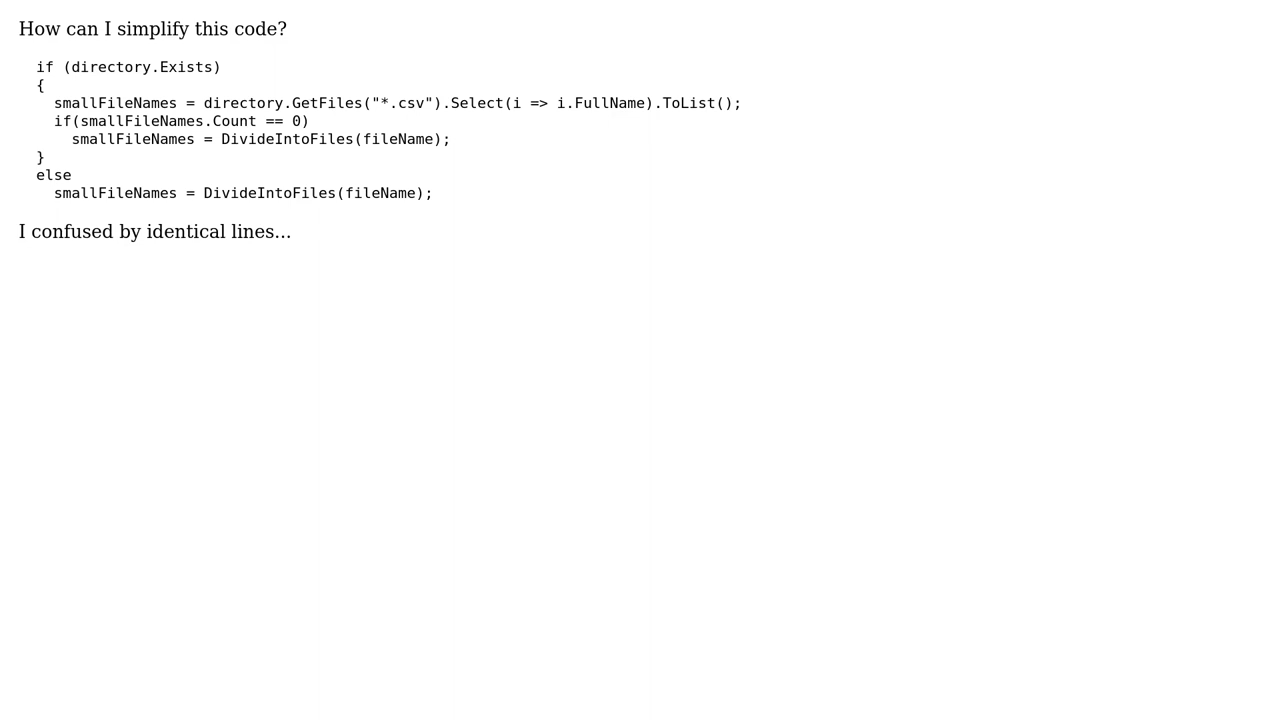 How can I simplify this code?
if (directory.Exists)
{
smallFileNames = directory.GetFiles("*.csv").Select(i => i.FullName).ToList();
if(smallFileNames.Count == 0)
smallFileNames = DivideIntoFiles(fileName);
}
else
smallFileNames = DivideIntoFiles(fileName);
I confused by identical lines...